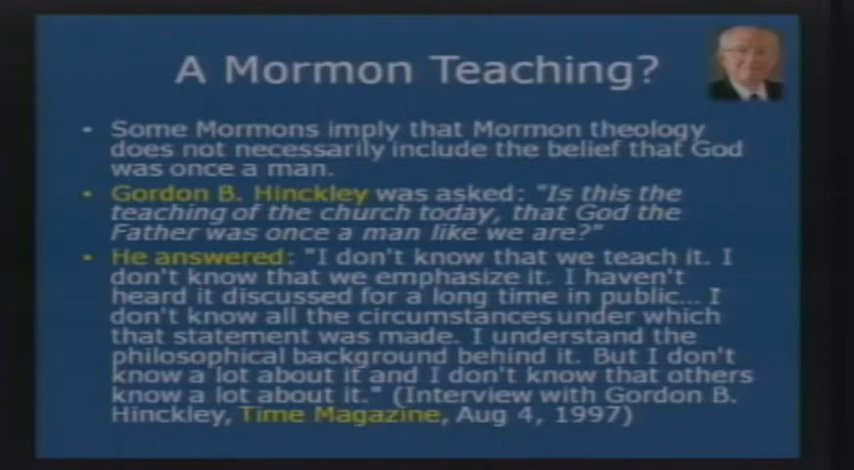 A Mormon Teaching?
• Some Mormons imply that Mormon theology
does not necessarily include the belief that God
was once a man.
• Gordon B. Hinckley was asked: "Is this the
teaching of the church today, that God the
Father was once a man like we are?"
• He answered: "I don't know that we teach it. I
don't know that we emphasize it. I haven't
heard it discussed for a long time in public... I
don't know all the circumstances under which
that statement was made. I understand the
philosophical background behind it. But I don't
know a lot about it and I don't know that others
know a lot about it." (Interview with Gordon B.
Hinckley, Time Magazine, Aug 4, 1997)